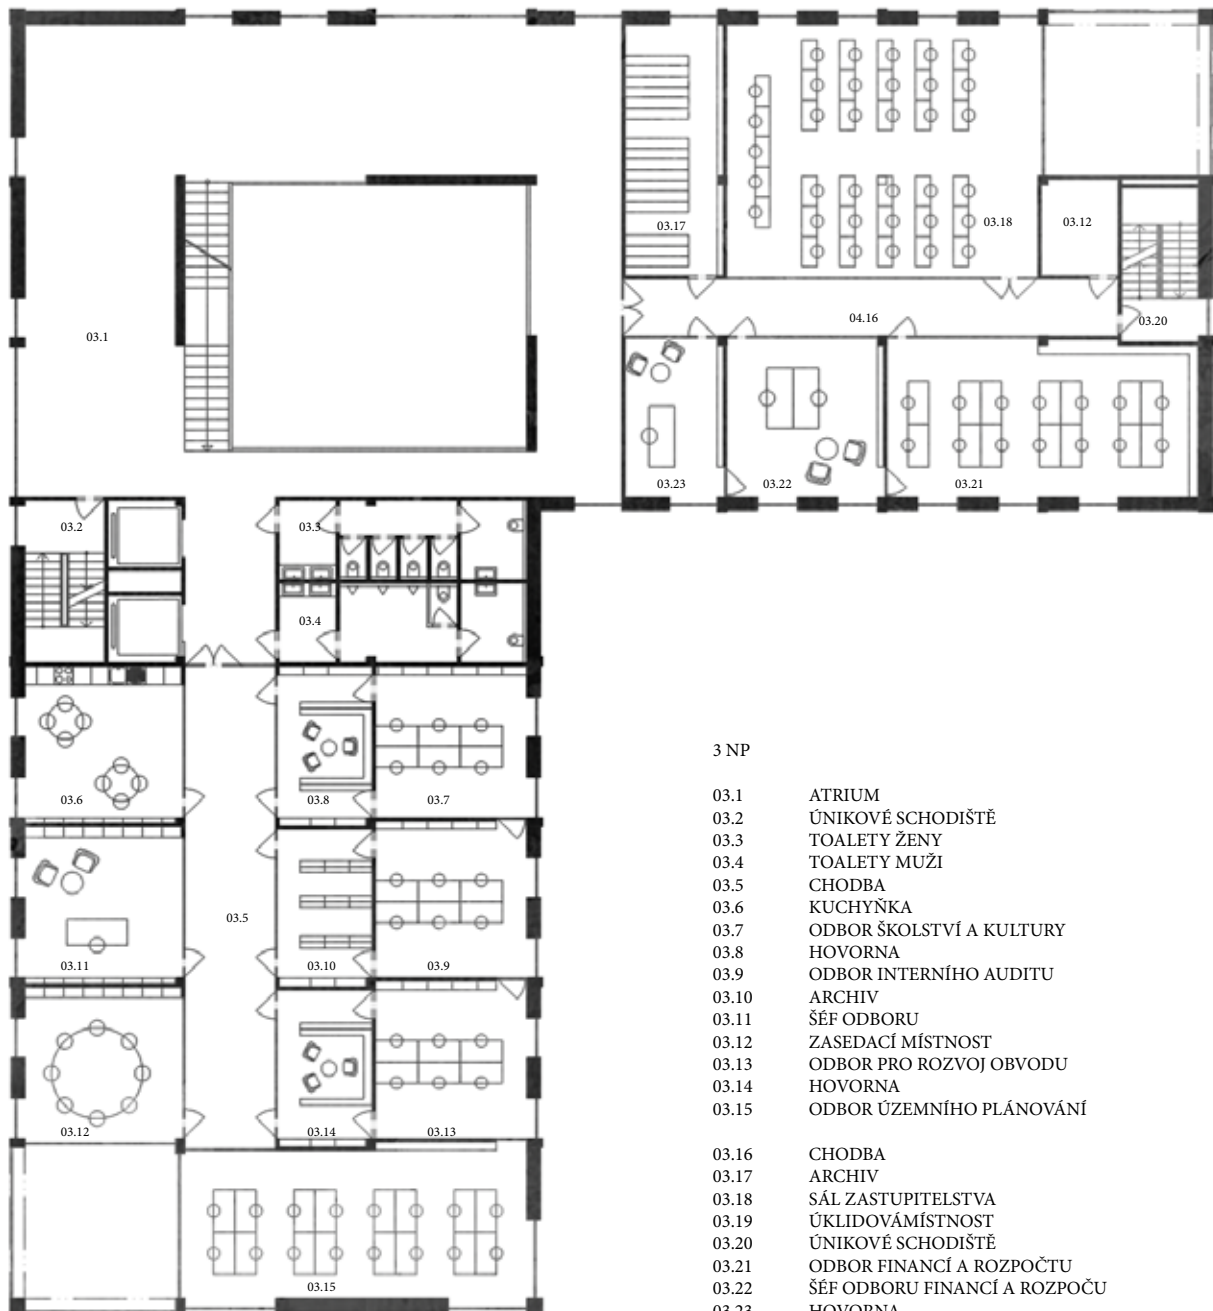 03.17
03.18
03.12
03.1
04.16
03.20
03.23
03.22
03.21
03.2
03.3
03.4
03.6
03.8
03.7
03.5
03.11
03.10
03.9
03.12
03.14
03.13
03.15
3 NP
03.1 ATRIUM
03.2 ÚNIKOVÉ SCHODIŠTĚ
03.3 TOALETY ŽENY
03.4 TOALETY MUŽI
03.5 CHODBA
03.6 KUCHYŇKA
03.7 ODBOR ŠKOLSTVÍ A KULTURY
03.8 HOVORNA
03.9 ODBOR INTERNÍHO AUDITU
03.10 ARCHIV
03.11 ŠÉF ODBORU
03.12 ZASEDACÍ MÍSTNOST
03.13 ODBOR PRO ROZVOJ OBVODU
03.14 HOVORNA
03.15 ODBOR ÚZEMNÍHO PLÁNOVÁNÍ
03.16 CHODBA
03.17 ARCHIV
03.18 SÁL ZASTUPITELSTVA
03.19 ÚKLIDOVÁMÍSTNOST
03.20 ÚNIKOVÉ SCHODIŠTĚ
03.21 ODBOR FINANCÍ A ROZPOČTU
03.22 ŠÉF ODBORU FINANCÍ A ROZPOČU
03.23 HOVORNA